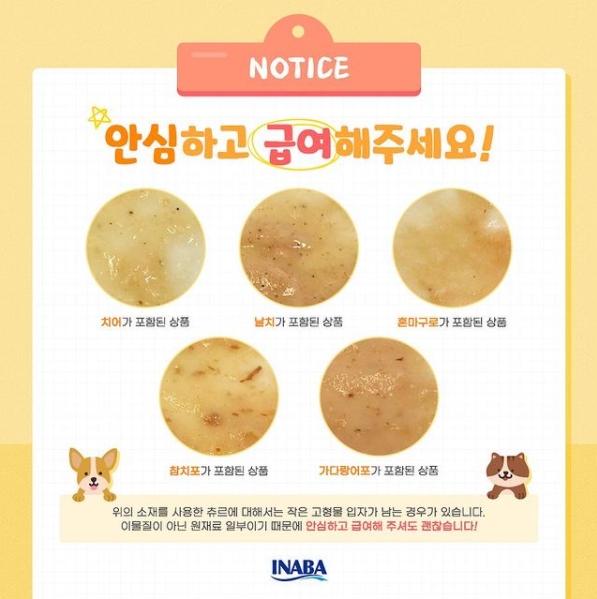 NOTICE
안심하고 급여해주세요!
치어가 포함된 상품
날치가 포함된 상품
혼마구로가 포함된 상품
참치포가 포함된 상품
가다랑어포가 포함된 상품
위의 소재를 사용한 츄르에 대해서는 작은 고형물 입자가 남는 경우가 있습니다.
이물질이 아닌 원재료 일부이기 때문에 안심하고 급여해 주셔도 괜찮습니다!
INABA